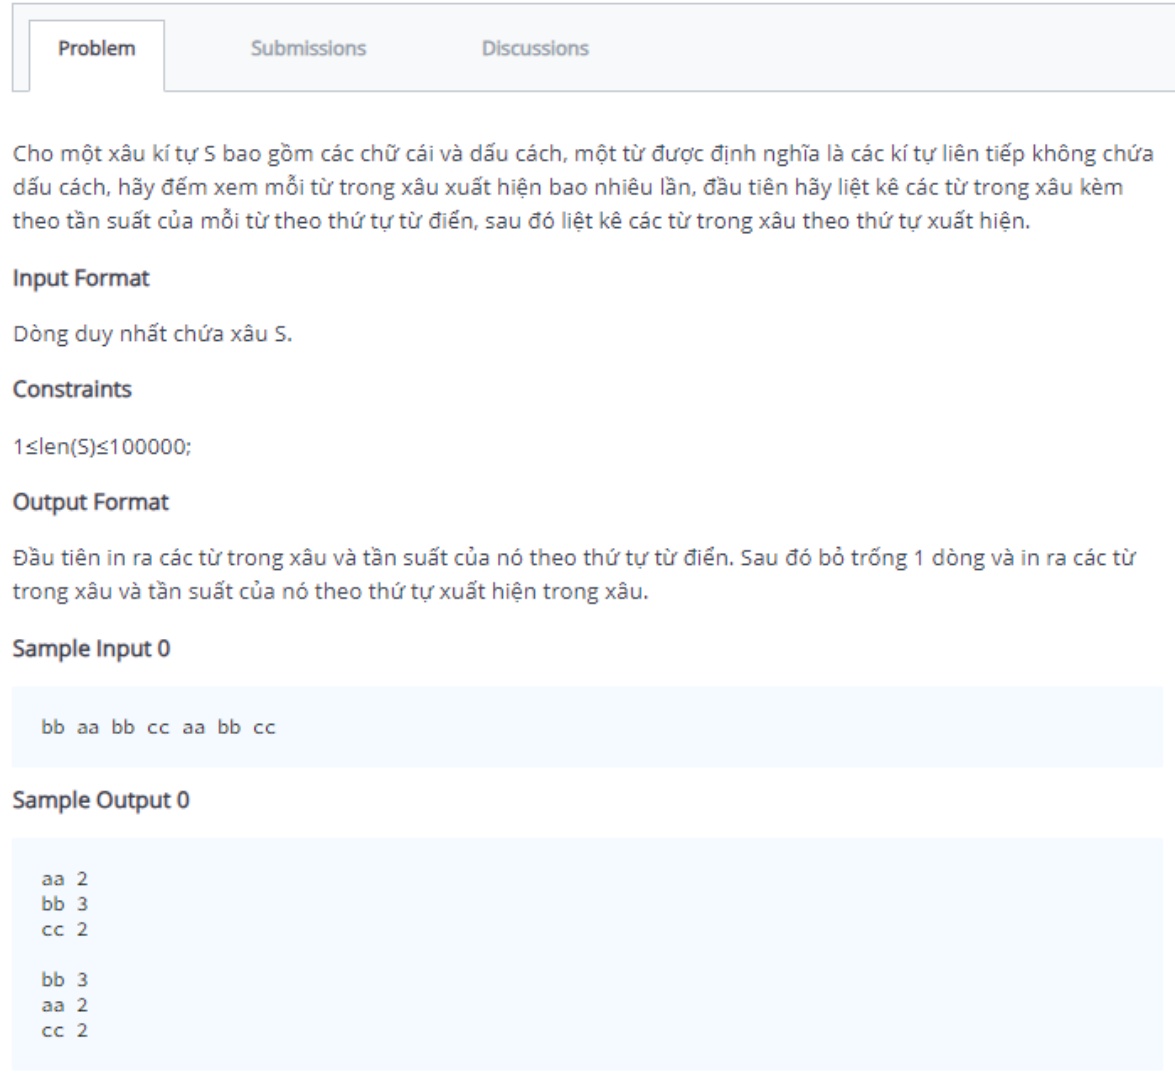 Problem
Submissions
Discussions
Cho một xâu kí tự S bao gồm các chữ cái và dấu cách, một từ được định nghĩa là các kí tự liên tiếp không chứa
dấu cách, hãy đếm xem mỗi từ trong xâu xuất hiện bao nhiêu lần, đầu tiên hãy liệt kê các từ trong xâu kèm
theo tần suất của mỗi từ theo thứ tự từ điển, sau đó liệt kê các từ trong xâu theo thứ tự xuất hiện.
Input Format
Dòng duy nhất chứa xâu S.
Constraints
1≤len(S)≤100000;
Output Format
Đầu tiên in ra các từ trong xâu và tần suất của nó theo thứ tự từ điển. Sau đó bỏ trống 1 dòng và in ra các từ
trong xâu và tần suất của nó theo thứ tự xuất hiện trong xâu.
Sample Input 0
bb aa bb cc aa bb cc
Sample Output 0
aa 2
bb 3
cc 2
bb 3
aa 2
cc 2